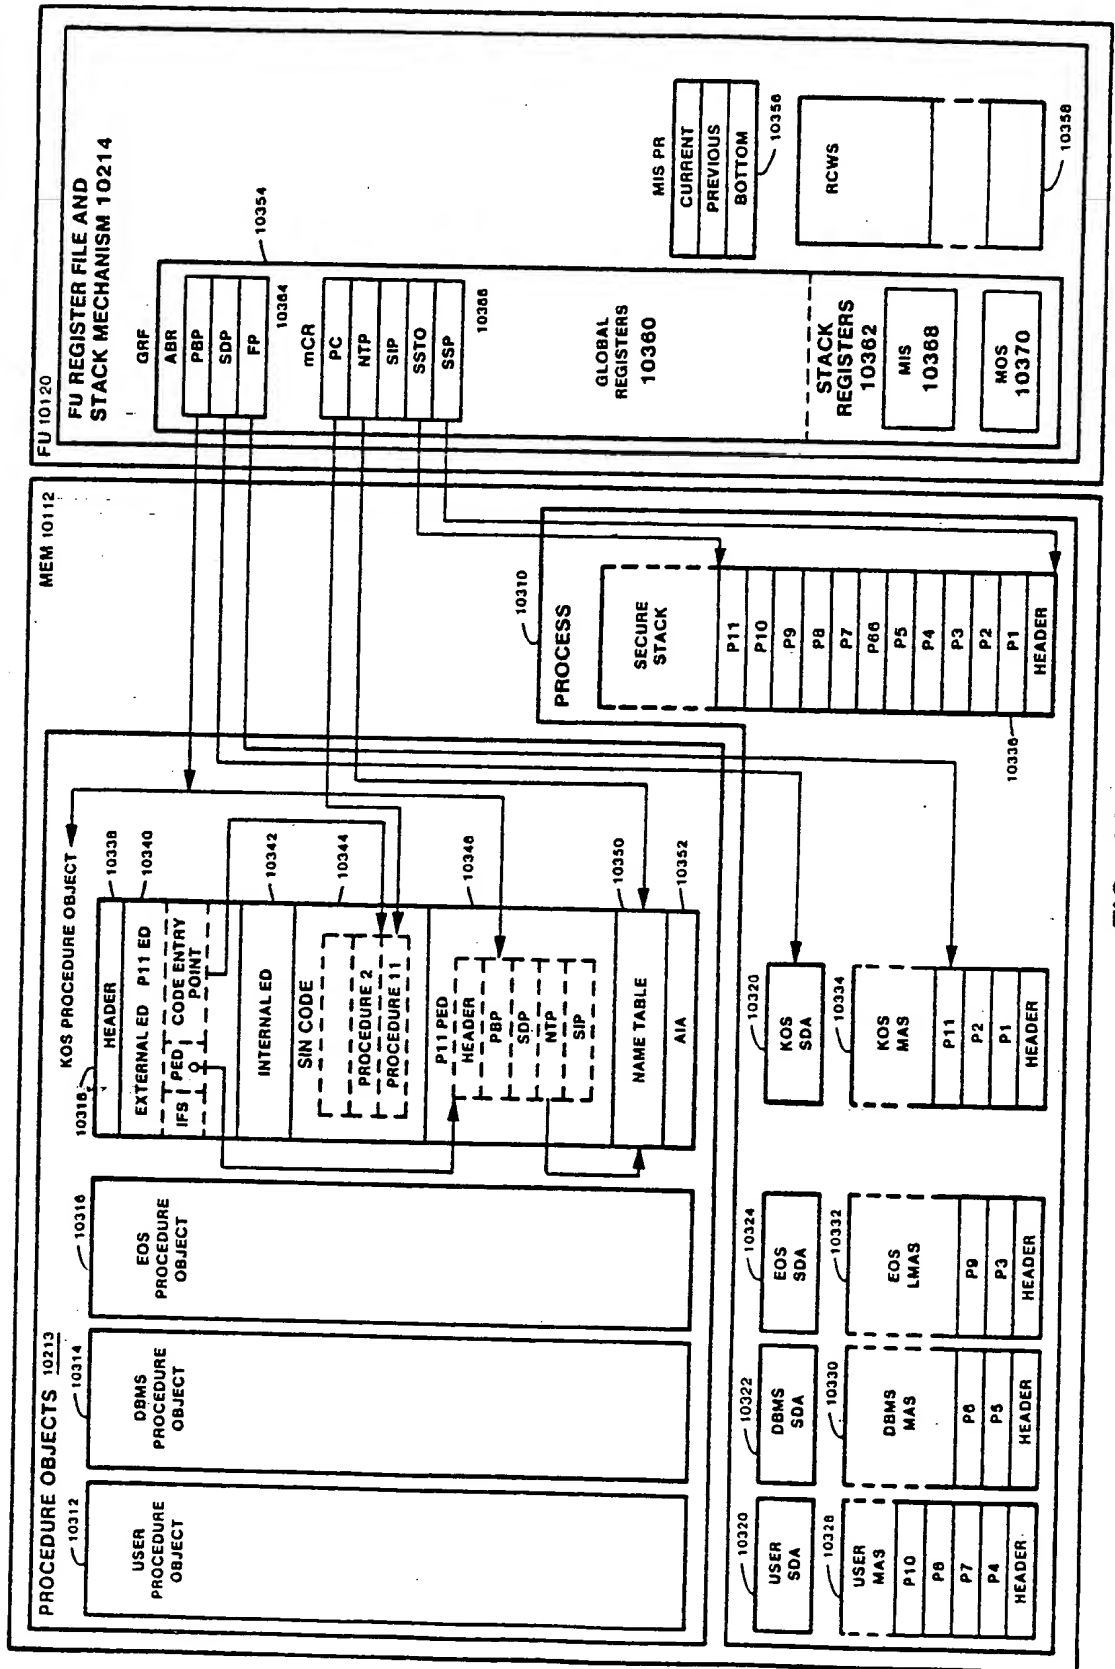 PROCEDURE OBJECTS 10213
MEM 10112
10312
USER
PROCEDURE
OBJECT
10314
DBMS
PROCEDURE
OBJECT
10316
EOS
PROCEDURE
OBJECT
KOS PROCEDURE OBJECT
10318
HEADER
10338
EXTERNAL ED P11 ED
10340
IFS
PED
CODE ENTRY
POINT
INTERNAL ED
10342
SIN CODE
10344
PROCEDURE 2
PROCEDURE 11
P11 PED
HEADER
PBP
SDP
NTP
SIP
10348
NAME TABLE
10350
AIA
10352
10320
USER
SDA
10322
DBMS
SDA
10324
EOS
SDA
10320
KOS
SDA
10328
USER
MAS
P10
P8
P7
P4
HEADER
10330
DBMS
MAS
P6
P5
HEADER
10332
EOS
LMAS
P9
P3
HEADER
10334
KOS
MAS
P11
P2
P1
HEADER
10310
PROCESS
SECURE
STACK
P11
P10
P9
P8
P7
P66
P5
P4
P3
P2
P1
HEADER
10336
FU 10120
FU REGISTER FILE AND
STACK MECHANISM 10214
GRF
10354
ABR
PBP
SDP
FP
10364
mCR
PC
NTP
SIP
SSTO
SSP
10366
GLOBAL
REGISTERS
10360
STACK
REGISTERS
10362
MIS
10368
MOS
10370
MIS PR
CURRENT
PREVIOUS
BOTTOM
10356
RCWS
10358